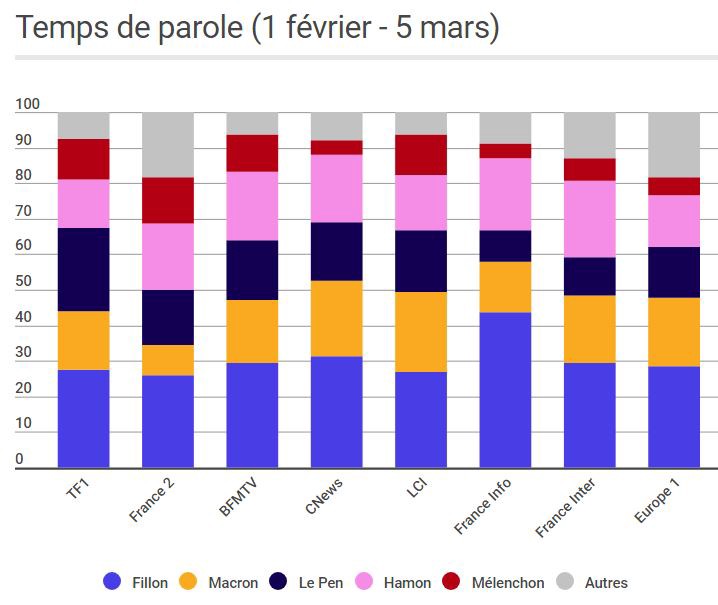 Temps de parole (1 février - 5 mars)
100
90
80
70
60
50
40
30
20
10
0
TF1
France 2
BFMTV
CNews
LCI
France Info
France Inter
Europe 1
Fillon Macron Le Pen Hamon Mélenchon Autres